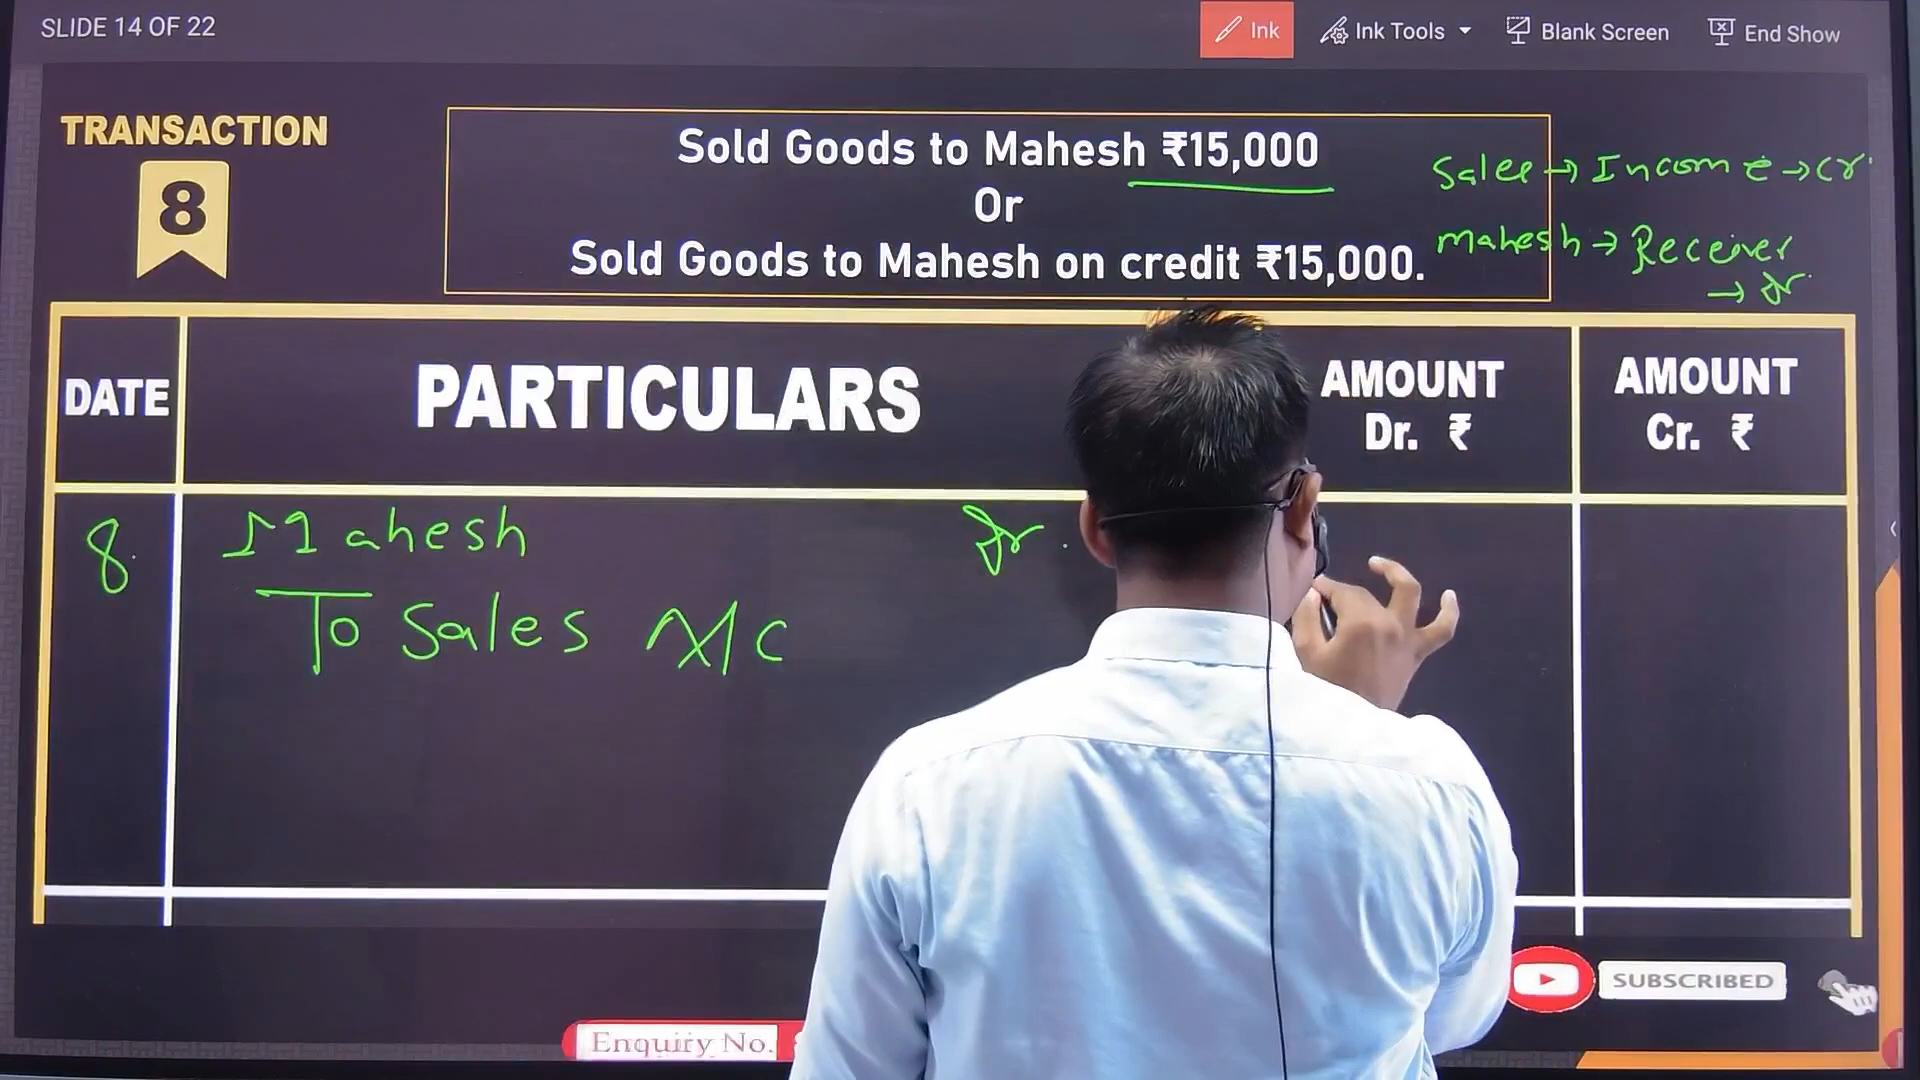 SLIDE 14 OF 22
Ink
Ink Tools
Blank Screen
End Show
TRANSACTION
8
Sold Goods to Mahesh ₹15,000
Or
Sold Goods to Mahesh on credit ₹15,000.
Sales → Income → Cr.
Mahesh → Receiver
→ Dr.
DATE
PARTICULARS
AMOUNT
Dr. ₹
AMOUNT
Cr. ₹
8.
Mahesh Dr.
To Sales A/c
SUBSCRIBED
Enquiry No.